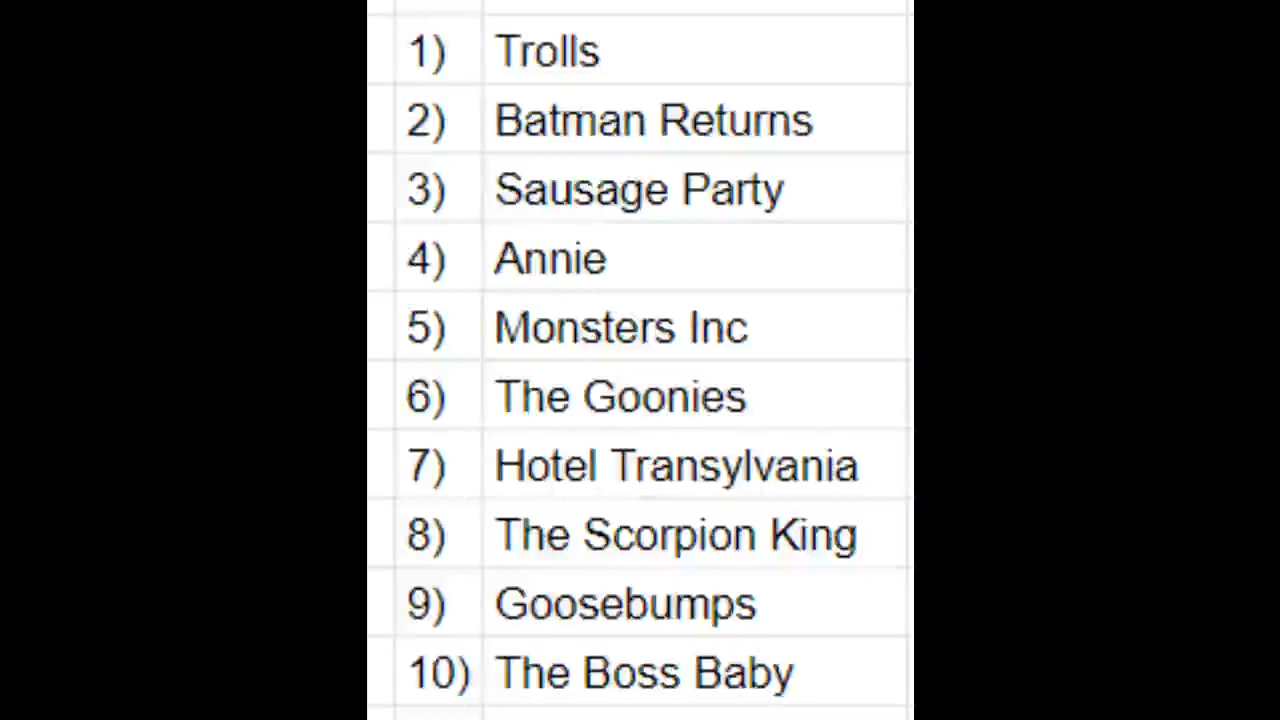 1) Trolls
2) Batman Returns
3) Sausage Party
4) Annie
5) Monsters Inc
6) The Goonies
7) Hotel Transylvania
8) The Scorpion King
9) Goosebumps
10) The Boss Baby